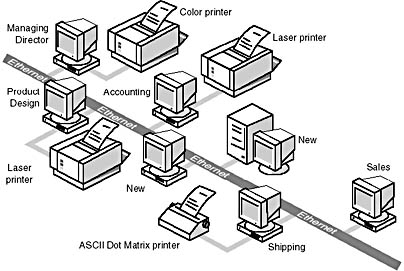 Color printer
Managing
Director
Laser printer
Ethernet
Product
Design
Accounting
Ethernet
Ethernet
New
Laser
printer
New
Sales
Ethernet
ASCII Dot Matrix printer
Shipping